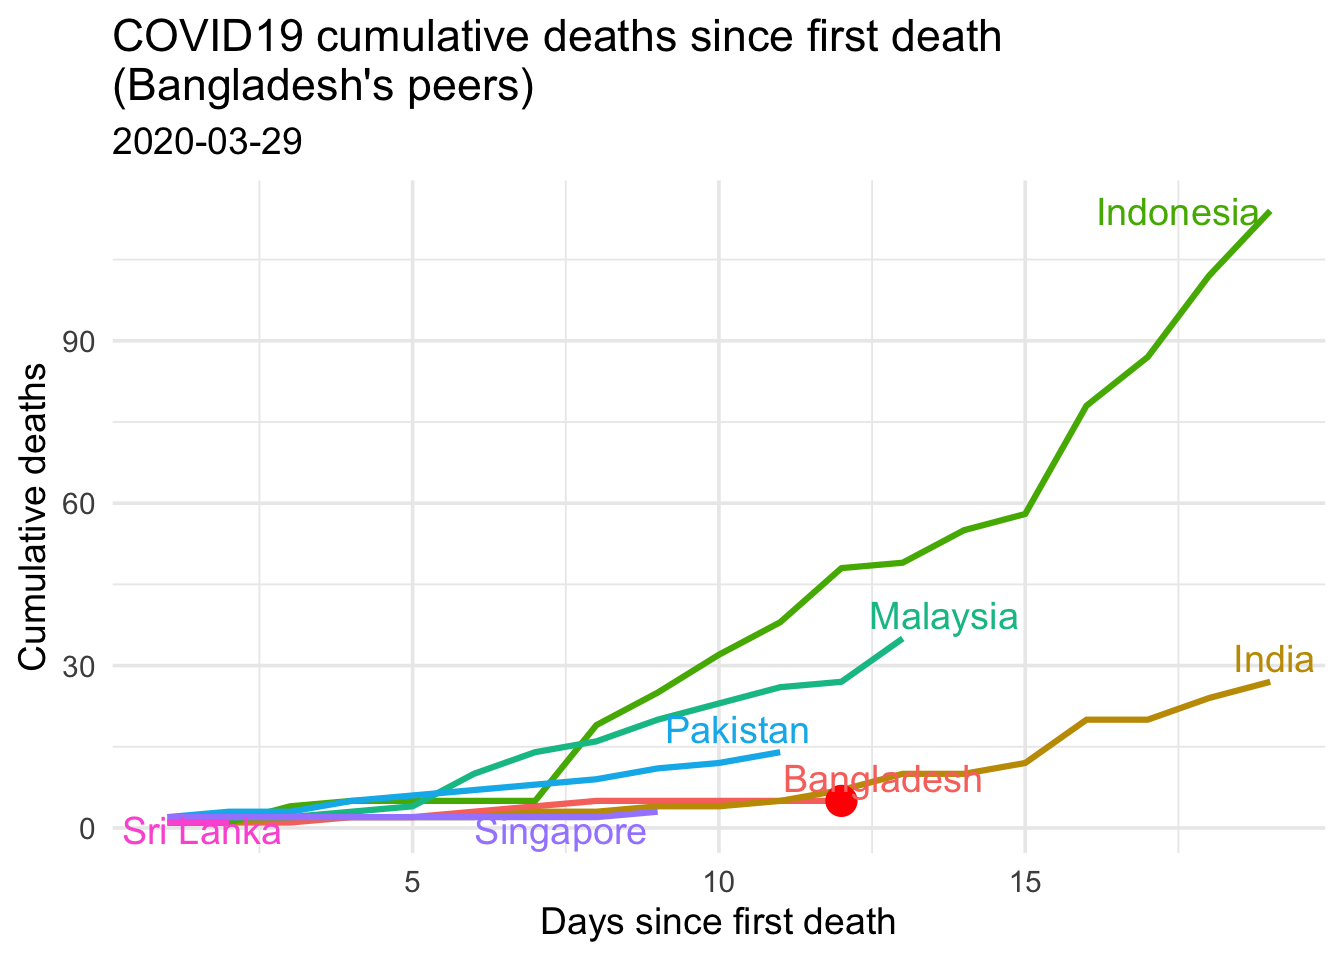 COVID19 cumulative deaths since first death
(Bangladesh's peers)
2020-03-29
Indonesia
90
Cumulative deaths
60
Malaysia
India
30
Pakistan
Bangladesh
0
Sri Lanka
Singapore
5
10
15
Days since first death